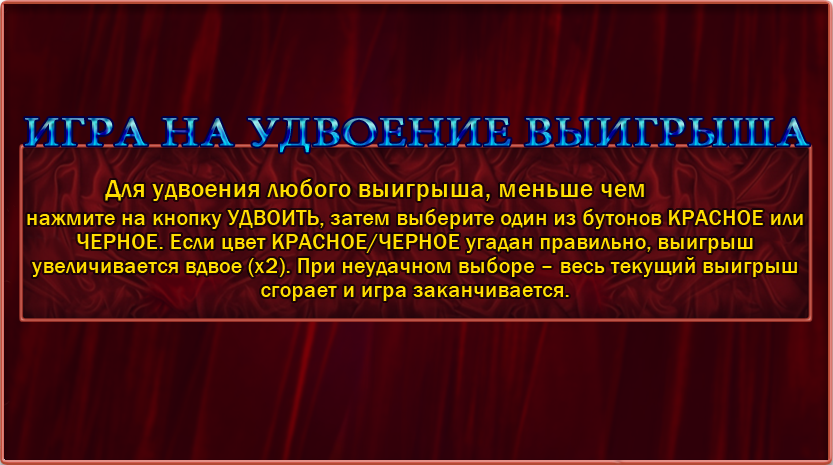 ИГРА НА УДВОЕНИЕ ВЫИГРЫША
Для удвоения любого выигрыша, меньше чем
нажмите на кнопку УДВОИТЬ, затем выберите один из бутонов КРАСНОЕ или
ЧЕРНОЕ. Если цвет КРАСНОЕ/ЧЕРНОЕ угадан правильно, выигрыш
увеличивается вдвое (x2). При неудачном выборе – весь текущий выигрыш
сгорает и игра заканчивается.